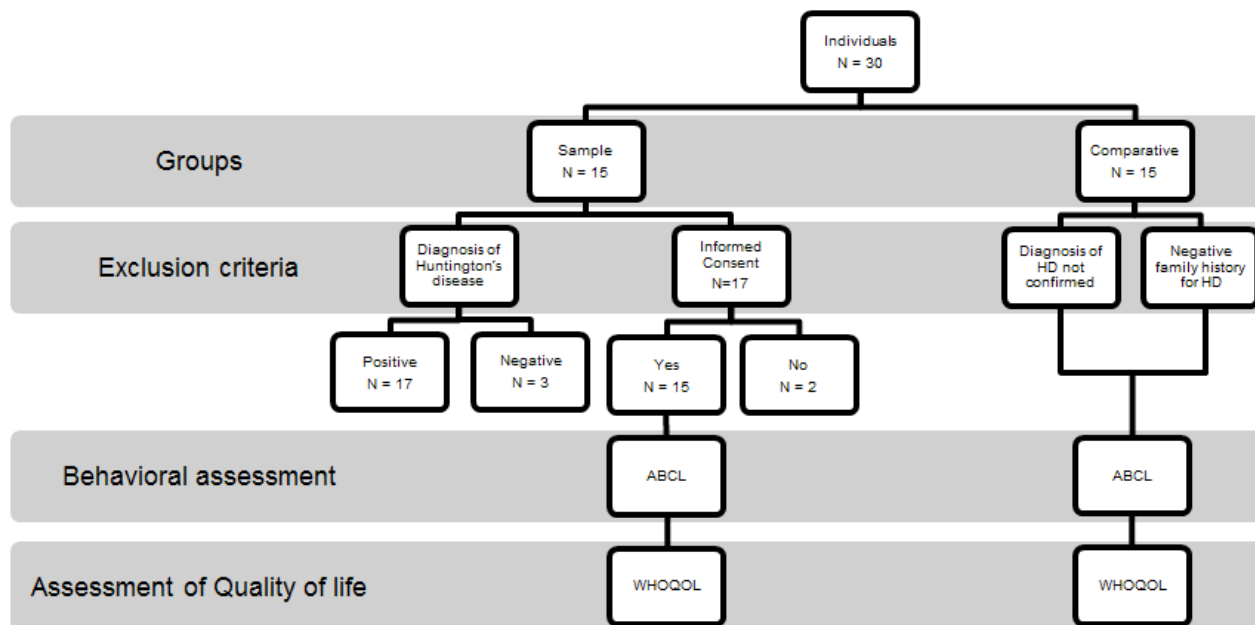 Individuals
N = 30
Groups
Sample
N = 15
Comparative
N = 15
Exclusion criteria
Diagnosis of
Huntington's
disease
Informed
Consent
N=17
Diagnosis of
HD not
confirmed
Negative
family history
for HD
Positive
N = 17
Negative
N = 3
Yes
N = 15
No
N = 2
Behavioral assessment
ABCL
ABCL
Assessment of Quality of life
WHOQOL
WHOQOL